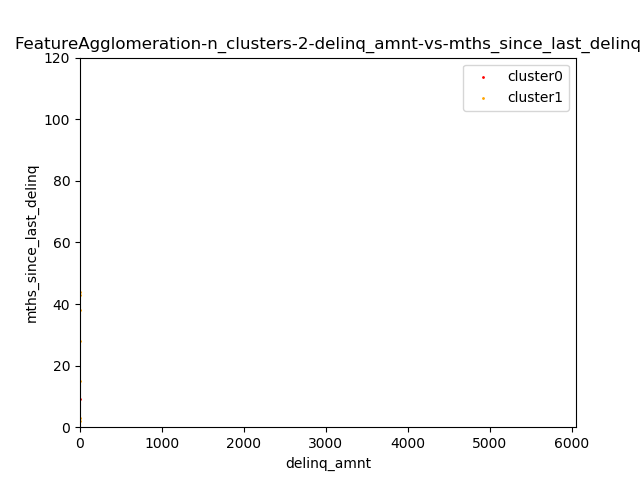 FeatureAgglomeration-n_clusters-2-delinq_amnt-vs-mths_since_last_delinq
cluster0
cluster1
120
100
80
60
40
20
0
mths_since_last_delinq
0 1000 2000 3000 4000 5000 6000
delinq_amnt